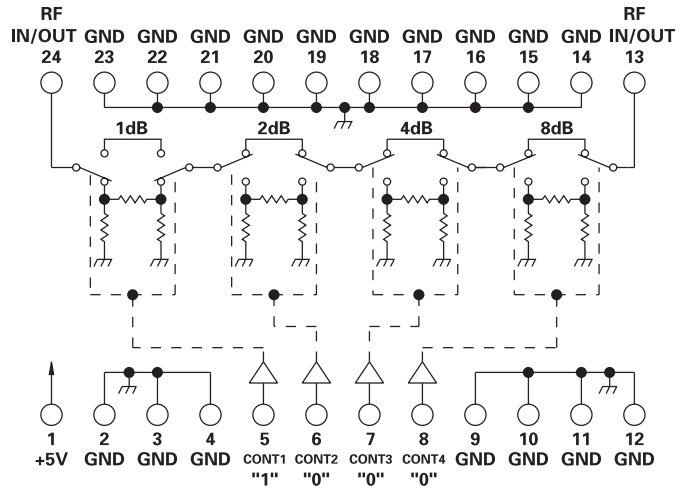 RF RF
IN/OUT GND GND GND GND GND GND GND GND GND GND IN/OUT
24 23 22 21 20 19 18 17 16 15 14 13
1dB 2dB 4dB 8dB
1 2 3 4 5 6 7 8 9 10 11 12
+5V GND GND GND CONT1 CONT2 CONT3 CONT4 GND GND GND GND
"1" "0" "0" "0"